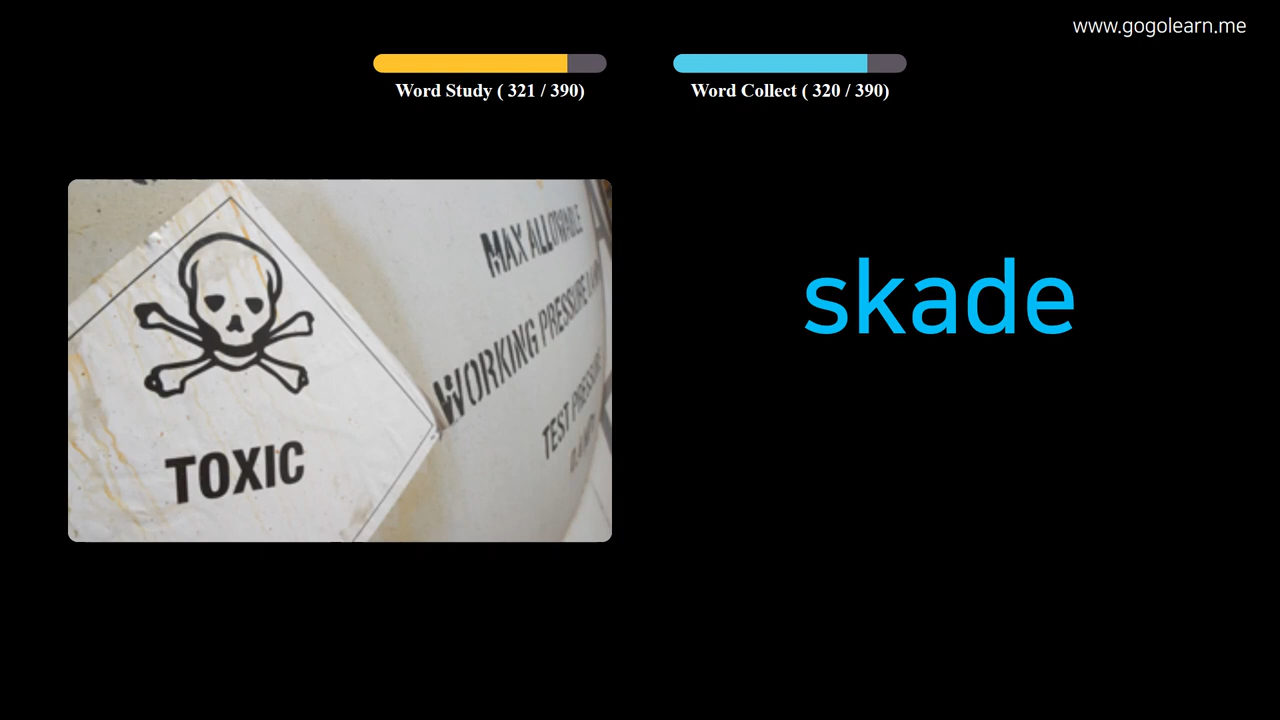 www.gogolearn.me
Word Study ( 321 / 390)
Word Collect ( 320 / 390)
MAX ALLOWABLE
WORKING PRESSURE
TEST PRESSURE
TOXIC
skade